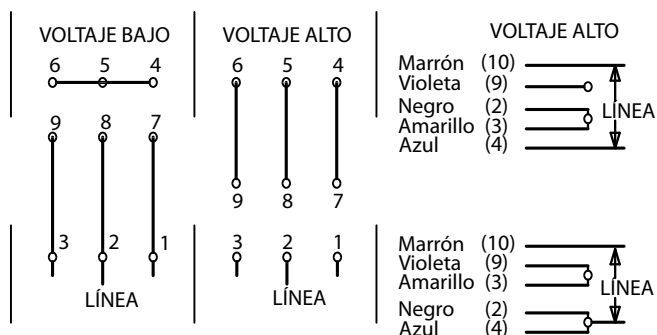 VOLTAJE BAJO
6 5 4
9 8 7
3 2 1
LÍNEA
VOLTAJE ALTO
6 5 4
9 8 7
3 2 1
LÍNEA
VOLTAJE ALTO
Marrón (10)
Violeta (9)
Negro (2)
Amarillo (3)
Azul (4)
LÍNEA
Marrón (10)
Violeta (9)
Amarillo (3)
Negro (2)
Azul (4)
LÍNEA